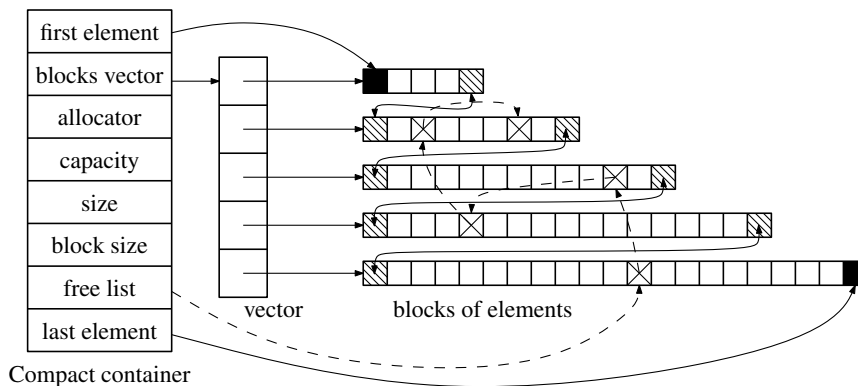 first element
blocks vector
allocator
capacity
size
block size
free list
last element
Compact container
vector
blocks of elements